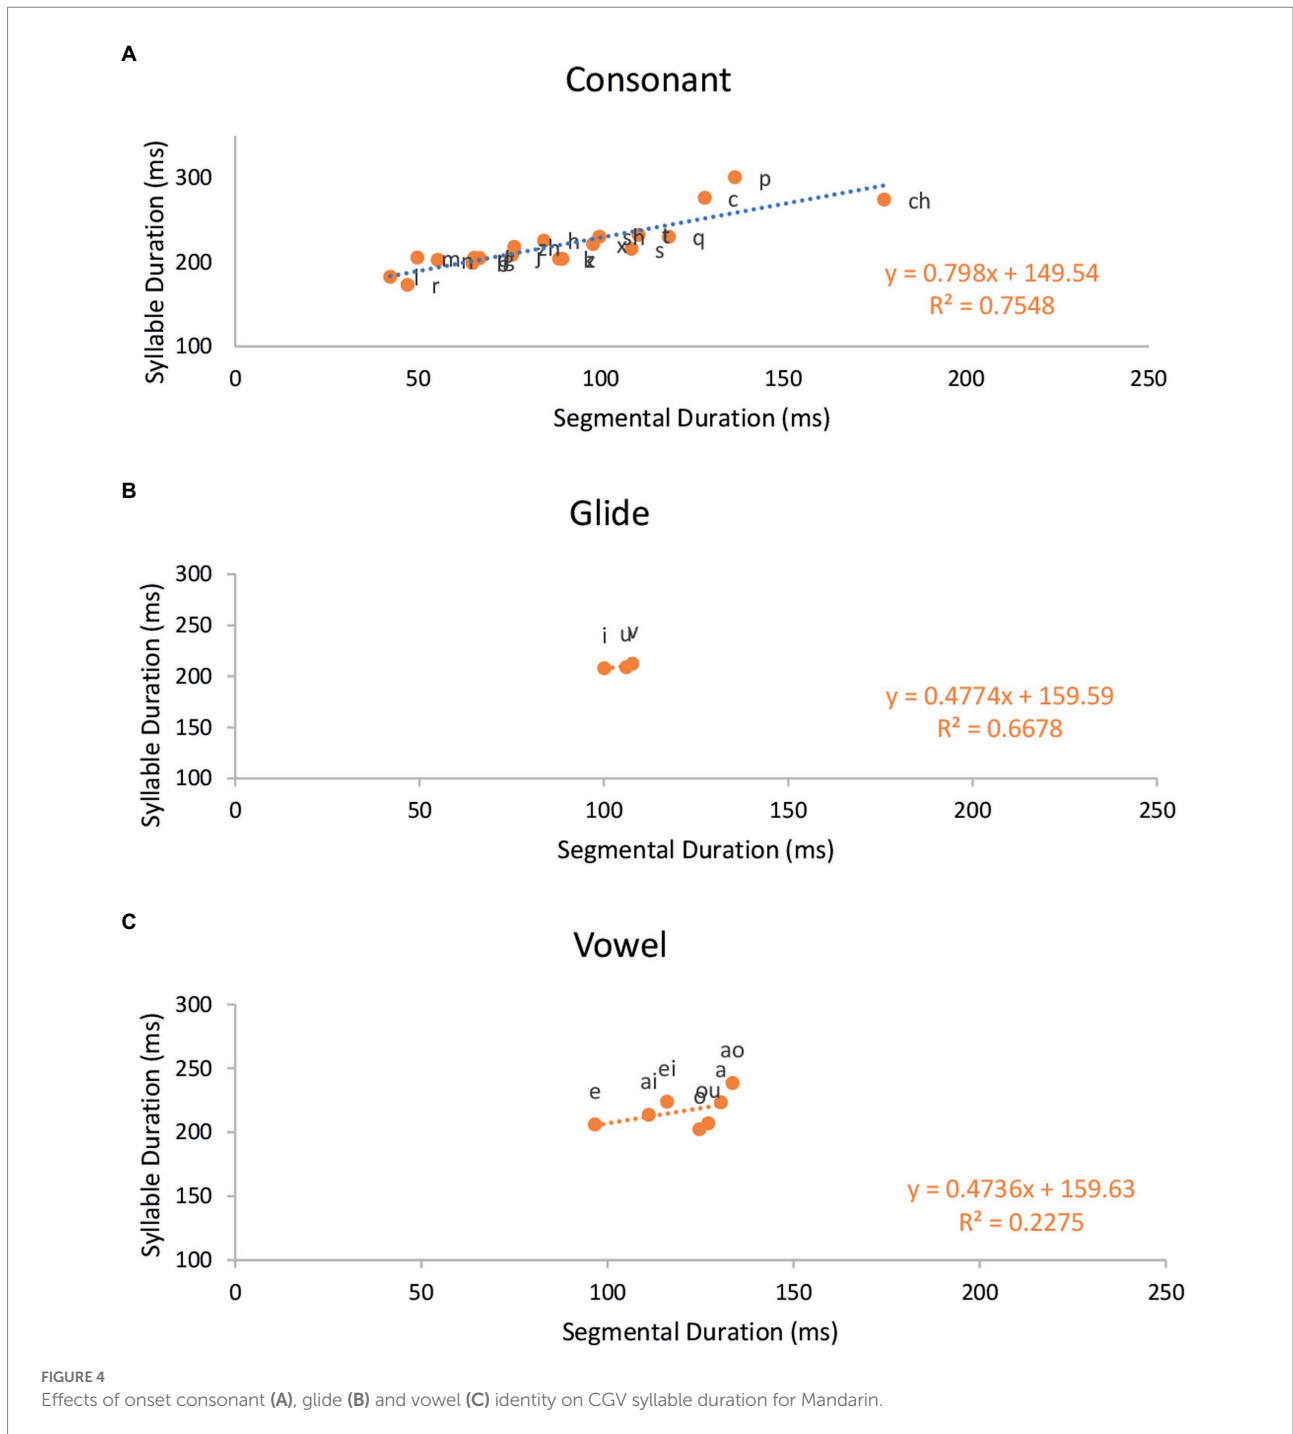 A
Consonant
Syllable Duration (ms)
300
200
100
p
c
ch
q
t
s
sh
x
h
zh
z
k
j
g
m
n
l
r
y = 0.798x + 149.54
R² = 0.7548
0 50 100 150 200 250
Segmental Duration (ms)
B
Glide
Syllable Duration (ms)
300
250
200
150
100
i u v
y = 0.4774x + 159.59
R² = 0.6678
0 50 100 150 200 250
Segmental Duration (ms)
C
Vowel
Syllable Duration (ms)
300
250
200
150
100
ao
a
ei
ai
e
ou
o
y = 0.4736x + 159.63
R² = 0.2275
0 50 100 150 200 250
Segmental Duration (ms)
FIGURE 4
Effects of onset consonant (A), glide (B) and vowel (C) identity on CGV syllable duration for Mandarin.